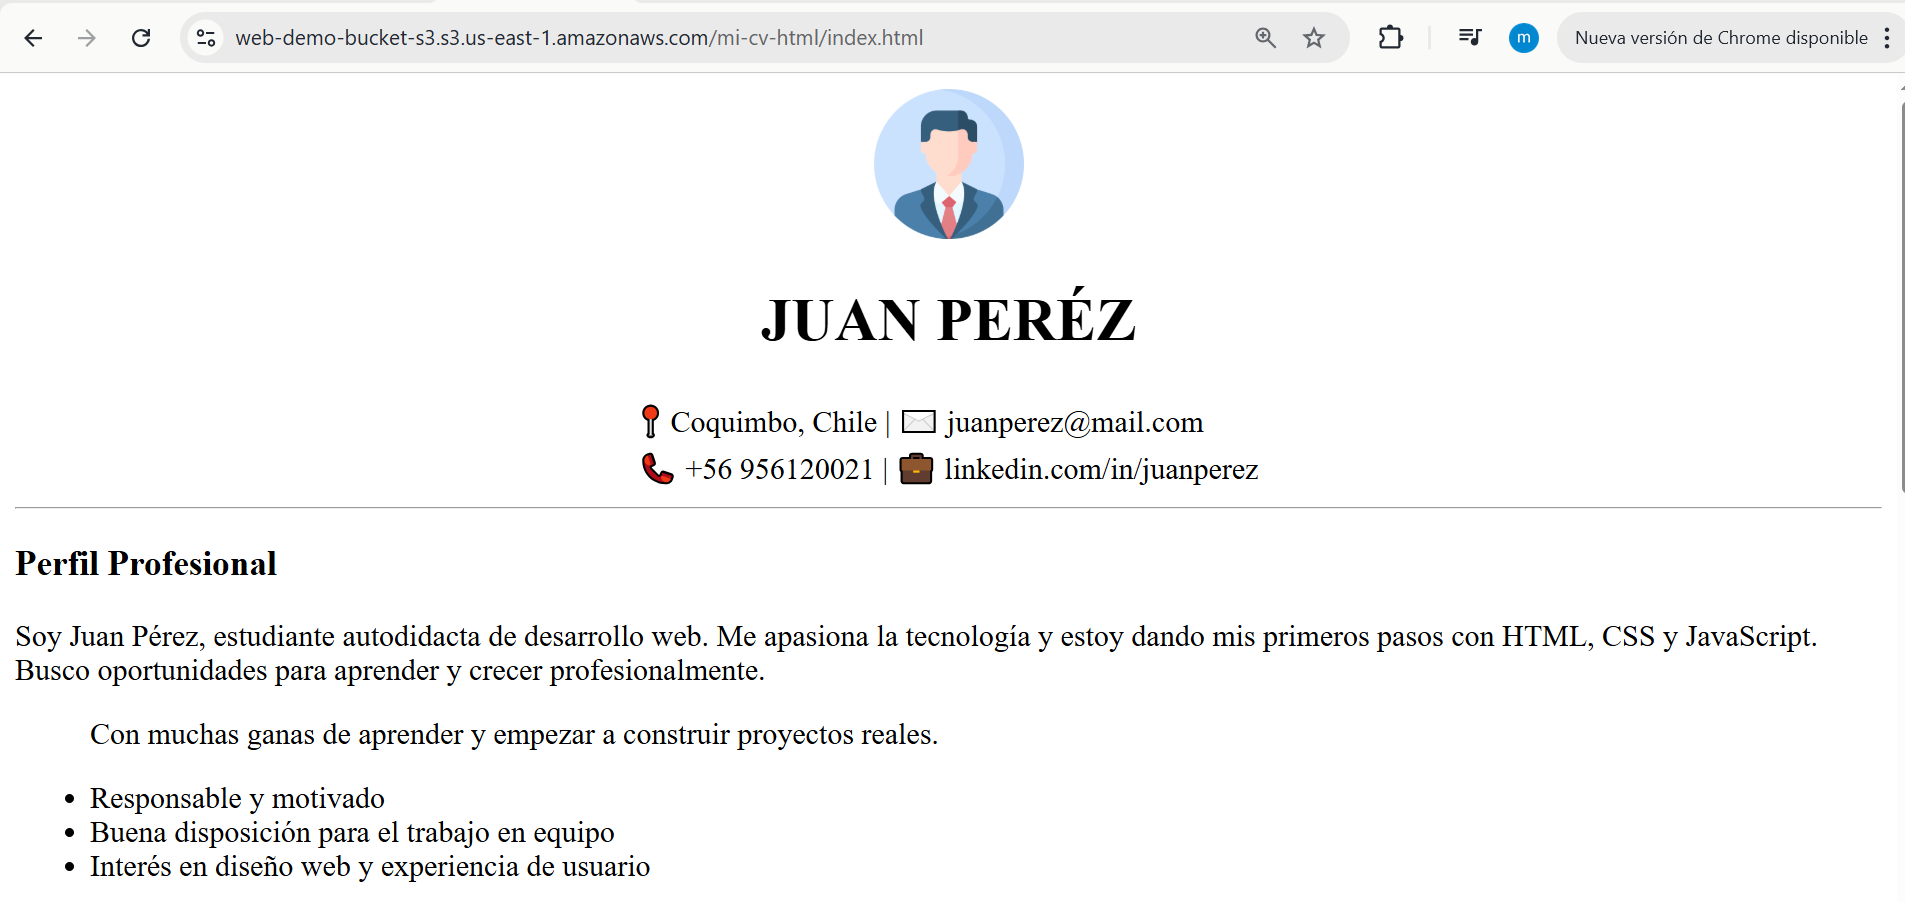 web-demo-bucket-s3.s3.us-east-1.amazonaws.com/mi-cv-html/index.html
m
Nueva versión de Chrome disponible
JUAN PERÉZ
Coquimbo, Chile | juanperez@mail.com
+56 956120021 | linkedin.com/in/juanperez
Perfil Profesional
Soy Juan Pérez, estudiante autodidacta de desarrollo web. Me apasiona la tecnología y estoy dando mis primeros pasos con HTML, CSS y JavaScript.
Busco oportunidades para aprender y crecer profesionalmente.
Con muchas ganas de aprender y empezar a construir proyectos reales.
• Responsable y motivado
• Buena disposición para el trabajo en equipo
• Interés en diseño web y experiencia de usuario